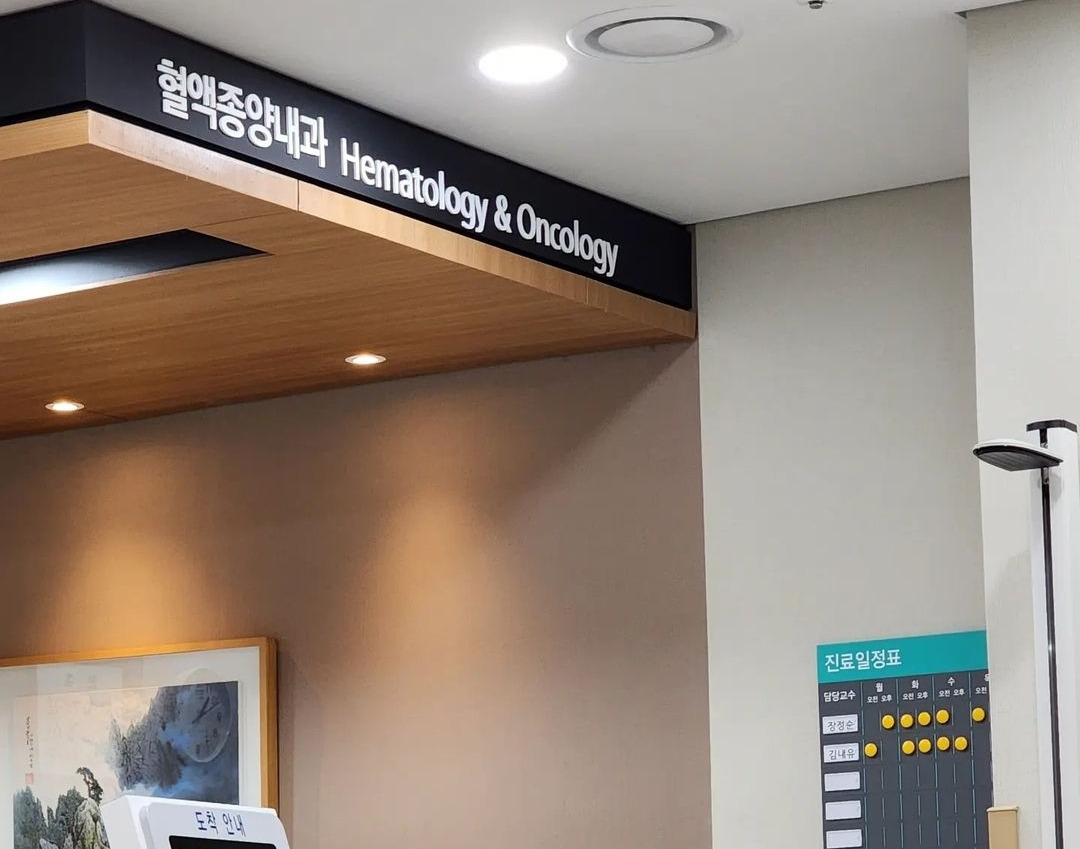 혈액종양내과 Hematology & Oncology
진료일정표
담당교수 월 화 수
오전 오후 오전 오후 오전 오후 오전
장정순
김내유
도착 안내